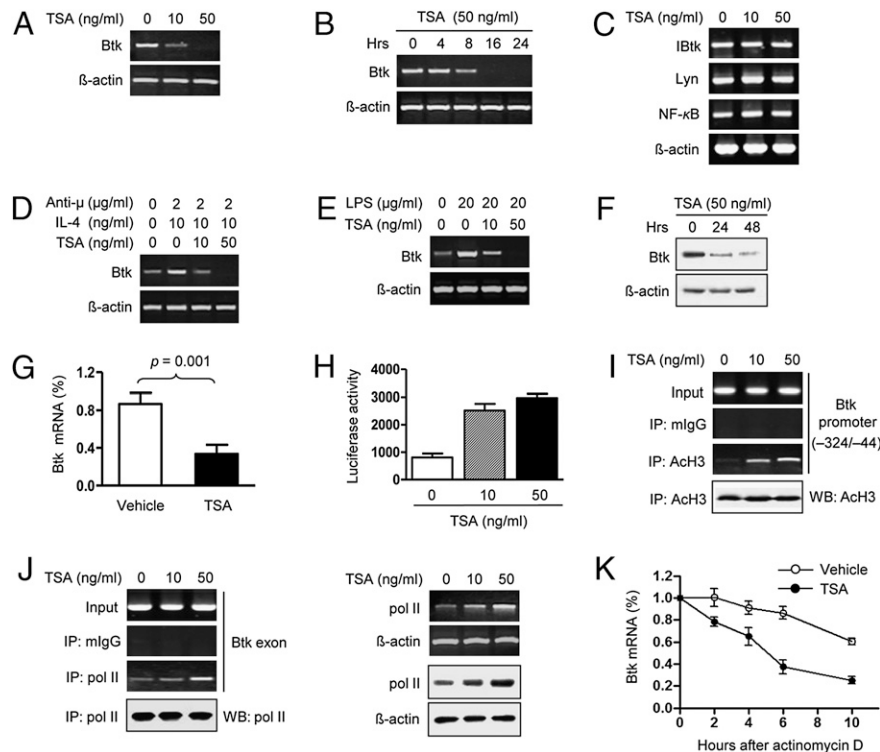 A
TSA (ng/ml) 0 10 50
Btk
ß-actin
B
TSA (50 ng/ml)
Hrs 0 4 8 16 24
Btk
ß-actin
C
TSA (ng/ml) 0 10 50
IBtk
Lyn
NF-κB
ß-actin
D
Anti-μ (μg/ml) 0 2 2 2
IL-4 (ng/ml) 0 10 10 10
TSA (ng/ml) 0 0 10 50
Btk
ß-actin
E
LPS (μg/ml) 0 20 20 20
TSA (ng/ml) 0 0 10 50
Btk
ß-actin
F
TSA (50 ng/ml)
Hrs 0 24 48
Btk
ß-actin
G
p = 0.001
Btk mRNA (%)
1.2
0.8
0.4
0.0
Vehicle TSA
H
Luciferase activity
4000
3000
2000
1000
0
0 10 50
TSA (ng/ml)
I
TSA (ng/ml) 0 10 50
Input
IP: mIgG
IP: AcH3
Btk
promoter
(–324/–44)
IP: AcH3 WB: AcH3
J
TSA (ng/ml) 0 10 50
Input
IP: mIgG
IP: pol II
Btk exon
IP: pol II WB: pol II
TSA (ng/ml) 0 10 50
pol II
ß-actin
pol II
ß-actin
K
Vehicle
TSA
Btk mRNA (%)
1.2
1.0
0.8
0.6
0.4
0.2
0.0
0 2 4 6 8 10
Hours after actinomycin D